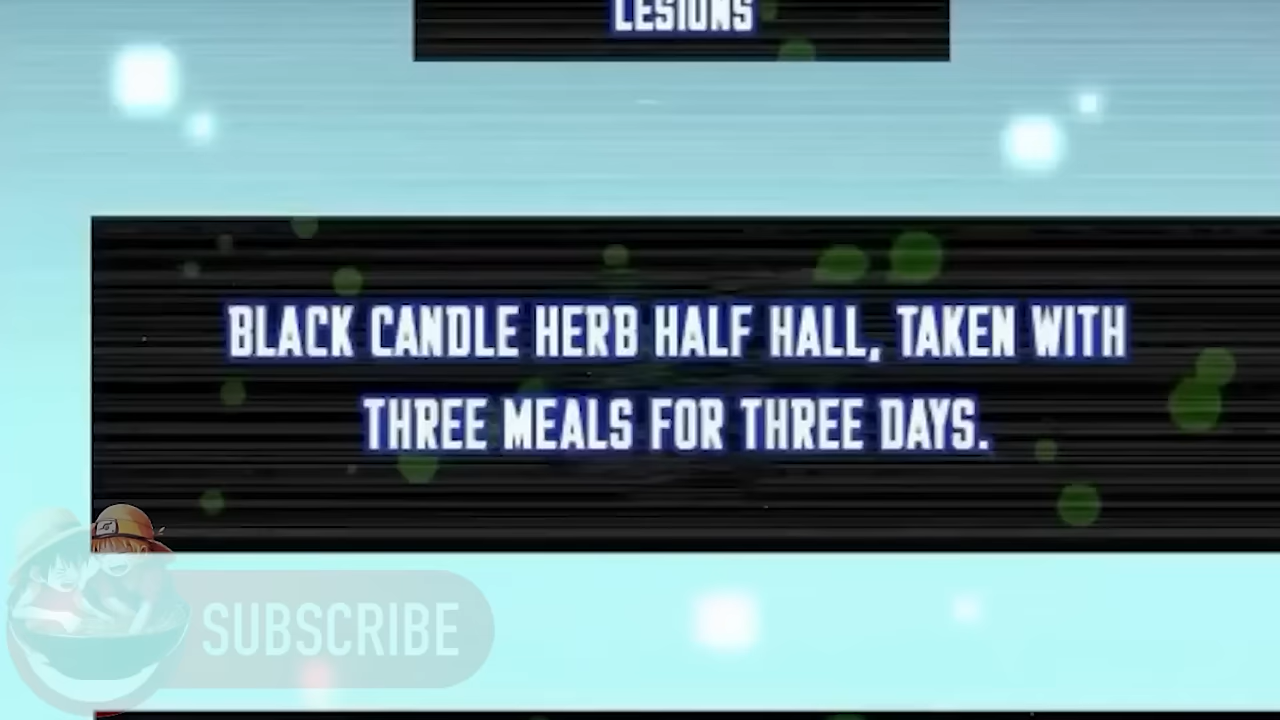 LESIONS
BLACK CANDLE HERB HALF HALL, TAKEN WITH
THREE MEALS FOR THREE DAYS.
SUBSCRIBE